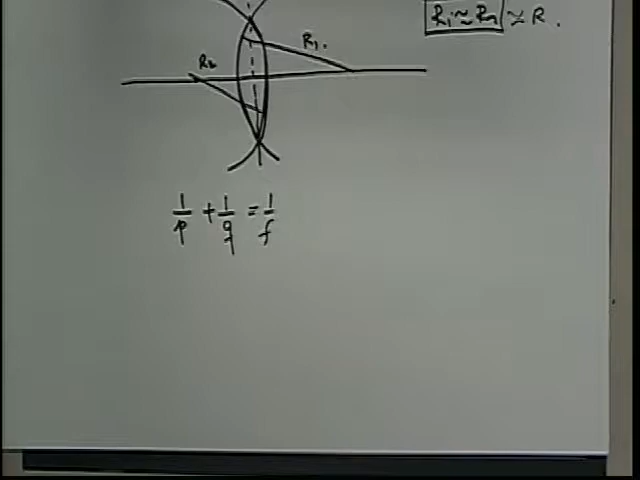 R₁ ≃ R₂ ≃ R.
R₁.
R₂
1/p + 1/q = 1/f